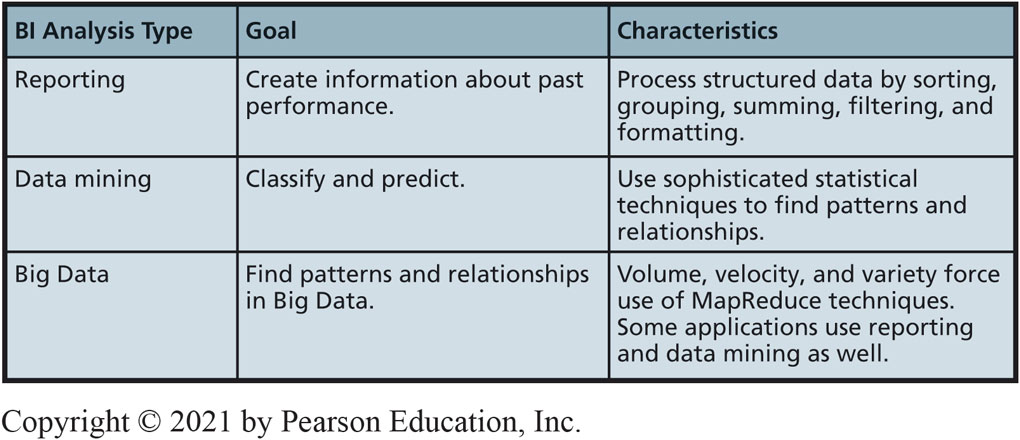 BI Analysis Type
Goal
Characteristics
Reporting
Create information about past
performance.
Process structured data by sorting,
grouping, summing, filtering, and
formatting.
Data mining
Classify and predict.
Use sophisticated statistical
techniques to find patterns and
relationships.
Big Data
Find patterns and relationships
in Big Data.
Volume, velocity, and variety force
use of MapReduce techniques.
Some applications use reporting
and data mining as well.
Copyright © 2021 by Pearson Education, Inc.